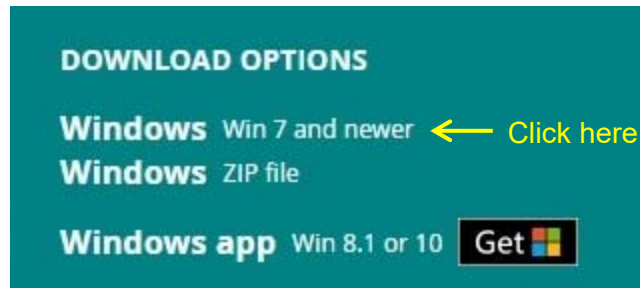 DOWNLOAD OPTIONS
Windows Win 7 and newer Click here
Windows ZIP file
Windows app Win 8.1 or 10 Get